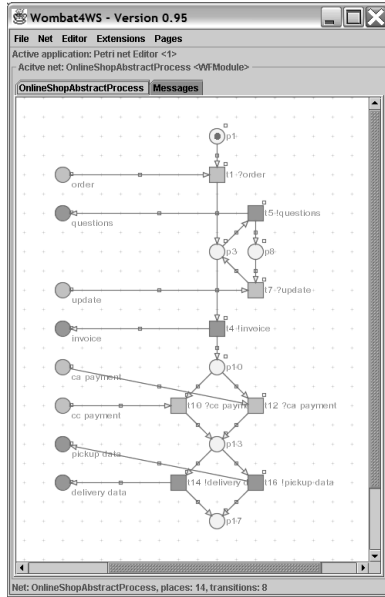 Wombat4WS - Version 0.95
File Net Editor Extensions Pages
Active application: Petri net Editor <1>
Acitve net: OnlineShopAbstractProcess <WFModule>
OnlineShopAbstractProcess Messages
p1
t1 ?order
order
t5 !questions
questions
p3 p8
t7 ?update
update
t4 !invoice
invoice
p10
ca payment
t10 ?cc paym t12 ?ca payment
cc payment
p13
pickup data
t14 !delivery d t16 !pickup data
delivery data
p17
Net: OnlineShopAbstractProcess, places: 14, transitions: 8